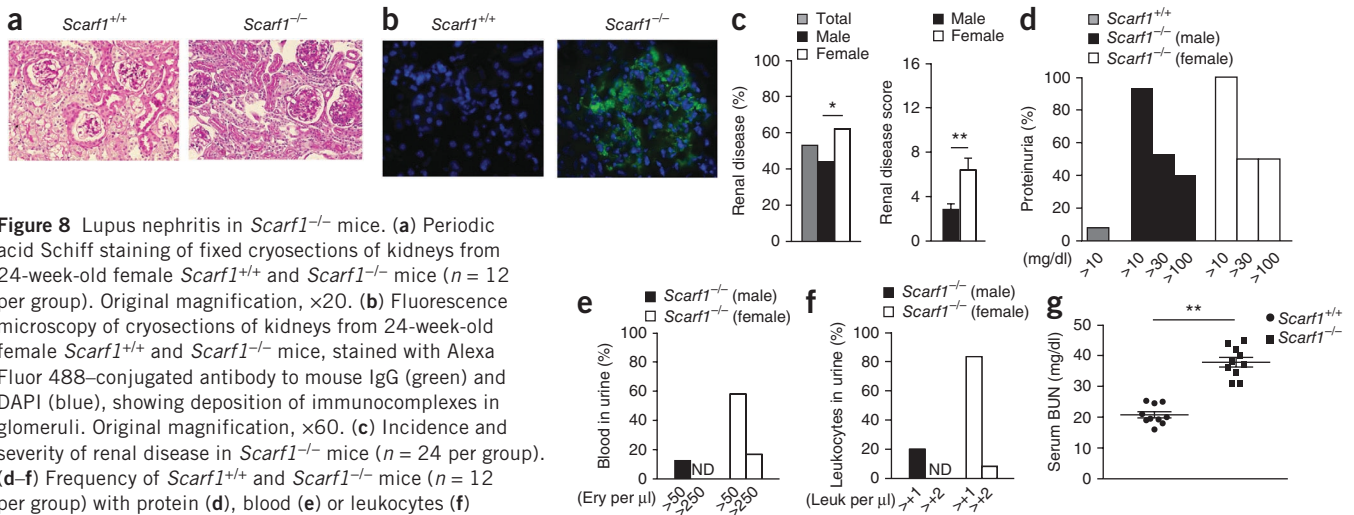 a
Scarf1+/+
Scarf1–/–
b
Scarf1+/+
Scarf1–/–
c
Total
Male
Female
Renal disease (%)
100
80
60
40
20
0
*
Male
Female
Renal disease score
16
12
8
4
0
**
d
Scarf1+/+
Scarf1–/– (male)
Scarf1–/– (female)
Proteinuria (%)
100
80
60
40
20
0
(mg/dl)
>10
>10
>30
>100
>10
>30
>100
Figure 8 Lupus nephritis in Scarf1–/– mice. (a) Periodic
acid Schiff staining of fixed cryosections of kidneys from
24-week-old female Scarf1+/+ and Scarf1–/– mice (n = 12
per group). Original magnification, ×20. (b) Fluorescence
microscopy of cryosections of kidneys from 24-week-old
female Scarf1+/+ and Scarf1–/– mice, stained with Alexa
Fluor 488–conjugated antibody to mouse IgG (green) and
DAPI (blue), showing deposition of immunocomplexes in
glomeruli. Original magnification, ×60. (c) Incidence and
severity of renal disease in Scarf1–/– mice (n = 24 per group).
(d–f) Frequency of Scarf1+/+ and Scarf1–/– mice (n = 12
per group) with protein (d), blood (e) or leukocytes (f)
e
Scarf1–/– (male)
Scarf1–/– (female)
Blood in urine (%)
100
80
60
40
20
0
ND
(Ery per µl)
>50
>250
>50
>250
f
Scarf1–/– (male)
Scarf1–/– (female)
Leukocytes in urine (%)
100
80
60
40
20
0
ND
(Leuk per µl)
>+1
>+2
>+1
>+2
g
Scarf1+/+
Scarf1–/–
**
Serum BUN (mg/dl)
50
40
30
20
10
0